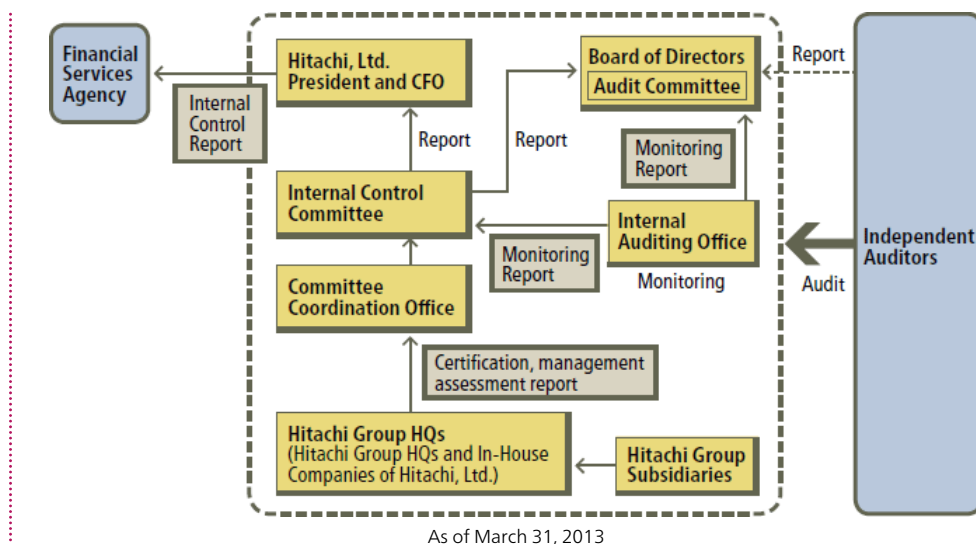 Financial
Services
Agency
Hitachi, Ltd.
President and CFO
Board of Directors
Audit Committee
Report
Internal
Control
Report
Report
Report
Monitoring
Report
Internal Control
Committee
Internal
Auditing Office
Monitoring
Report
Monitoring
Independent
Auditors
Audit
Committee
Coordination Office
Certification, management
assessment report
Hitachi Group HQs
(Hitachi Group HQs and In-House
Companies of Hitachi, Ltd.)
Hitachi Group
Subsidiaries
As of March 31, 2013